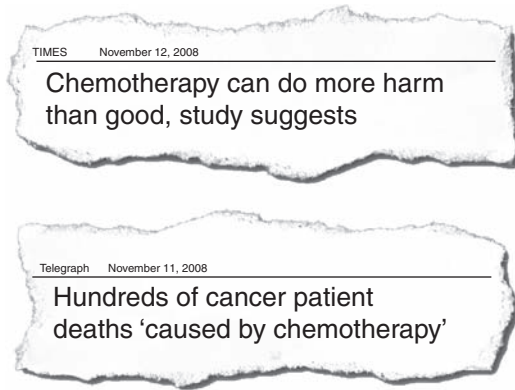 TIMES November 12, 2008
Chemotherapy can do more harm
than good, study suggests
Telegraph November 11, 2008
Hundreds of cancer patient
deaths ‘caused by chemotherapy’